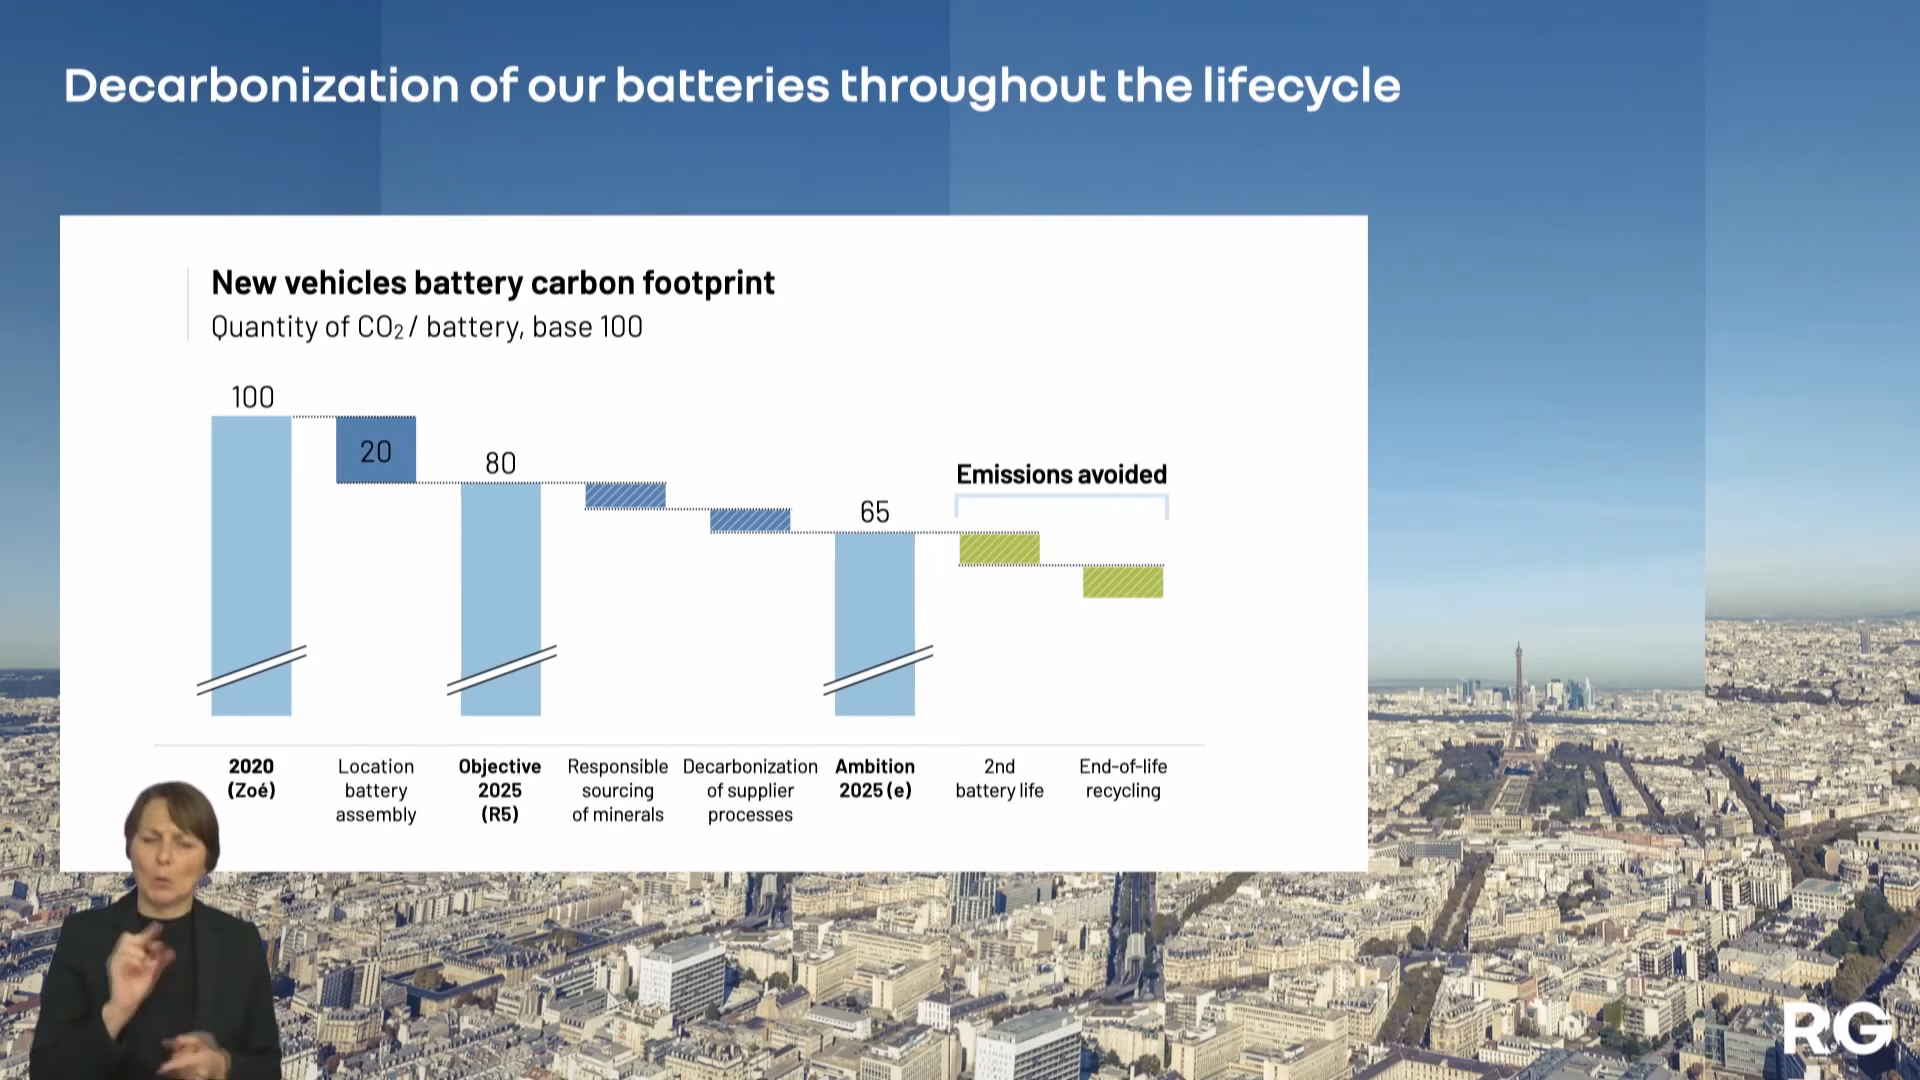 Decarbonization of our batteries throughout the lifecycle
New vehicles battery carbon footprint
Quantity of CO₂ / battery, base 100
100
20
80
65
Emissions avoided
2020
(Zoé)
Location
battery
assembly
Objective
2025
(R5)
Responsible
sourcing
of minerals
Decarbonization
of supplier
processes
Ambition
2025 (e)
2nd
battery life
End-of-life
recycling
RG